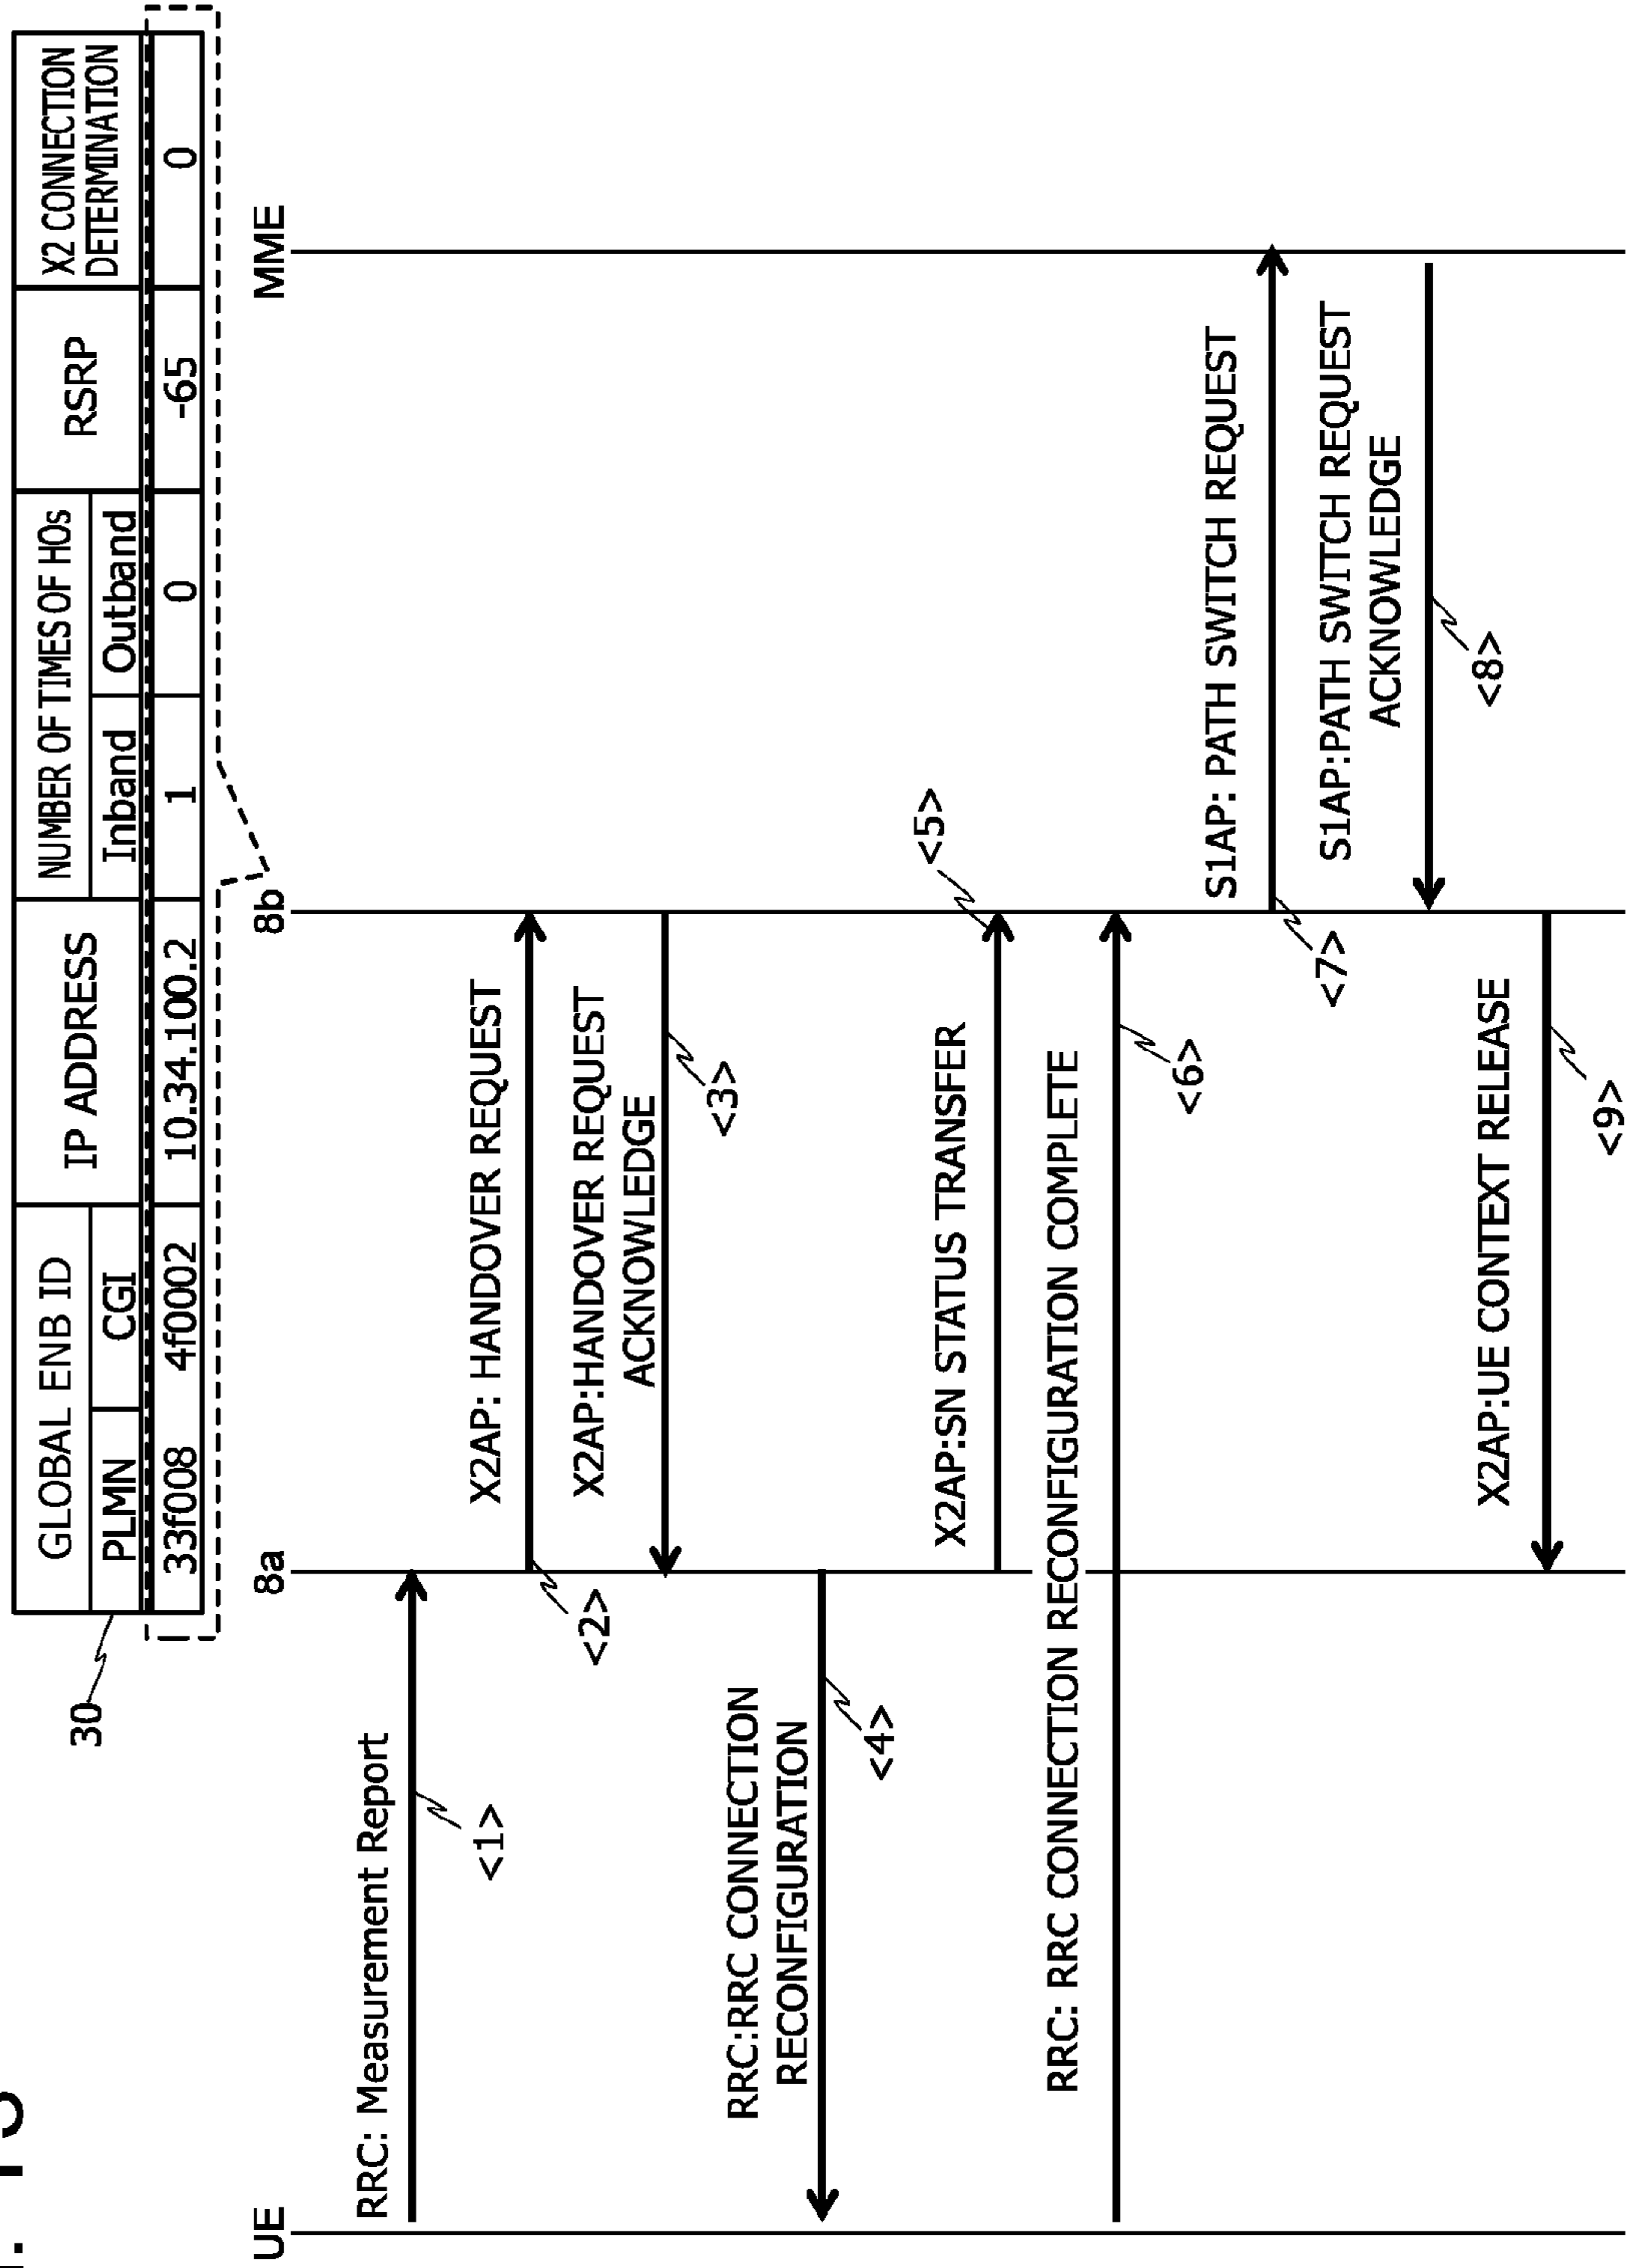 30
GLOBAL ENB ID
IP ADDRESS
NUMBER OF TIMES OF HOs
RSRP
X2 CONNECTION
DETERMINATION
PLMN
CGI
Inband
Outband
33f008
4f0002
10.34.100.2
1
0
-65
0
UE
8a
8b
MME
RRC: Measurement Report
<1>
X2AP: HANDOVER REQUEST
<2>
X2AP:HANDOVER REQUEST
ACKNOWLEDGE
<3>
RRC:RRC CONNECTION
RECONFIGURATION
<4>
X2AP:SN STATUS TRANSFER
<5>
RRC: RRC CONNECTION RECONFIGURATION COMPLETE
<6>
S1AP: PATH SWITCH REQUEST
<7>
S1AP:PATH SWITCH REQUEST
ACKNOWLEDGE
<8>
X2AP:UE CONTEXT RELEASE
<9>